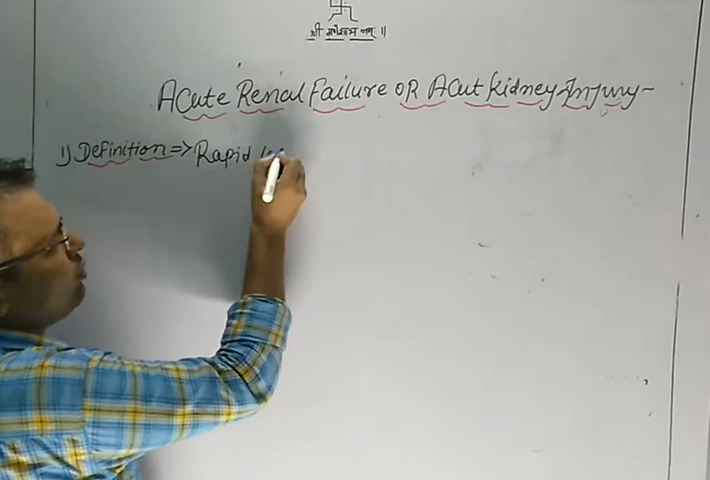 श्री गणेशाय नमः ॥
Acute Renal Failure OR Acut Kidney Injury-
1) Definition => Rapid